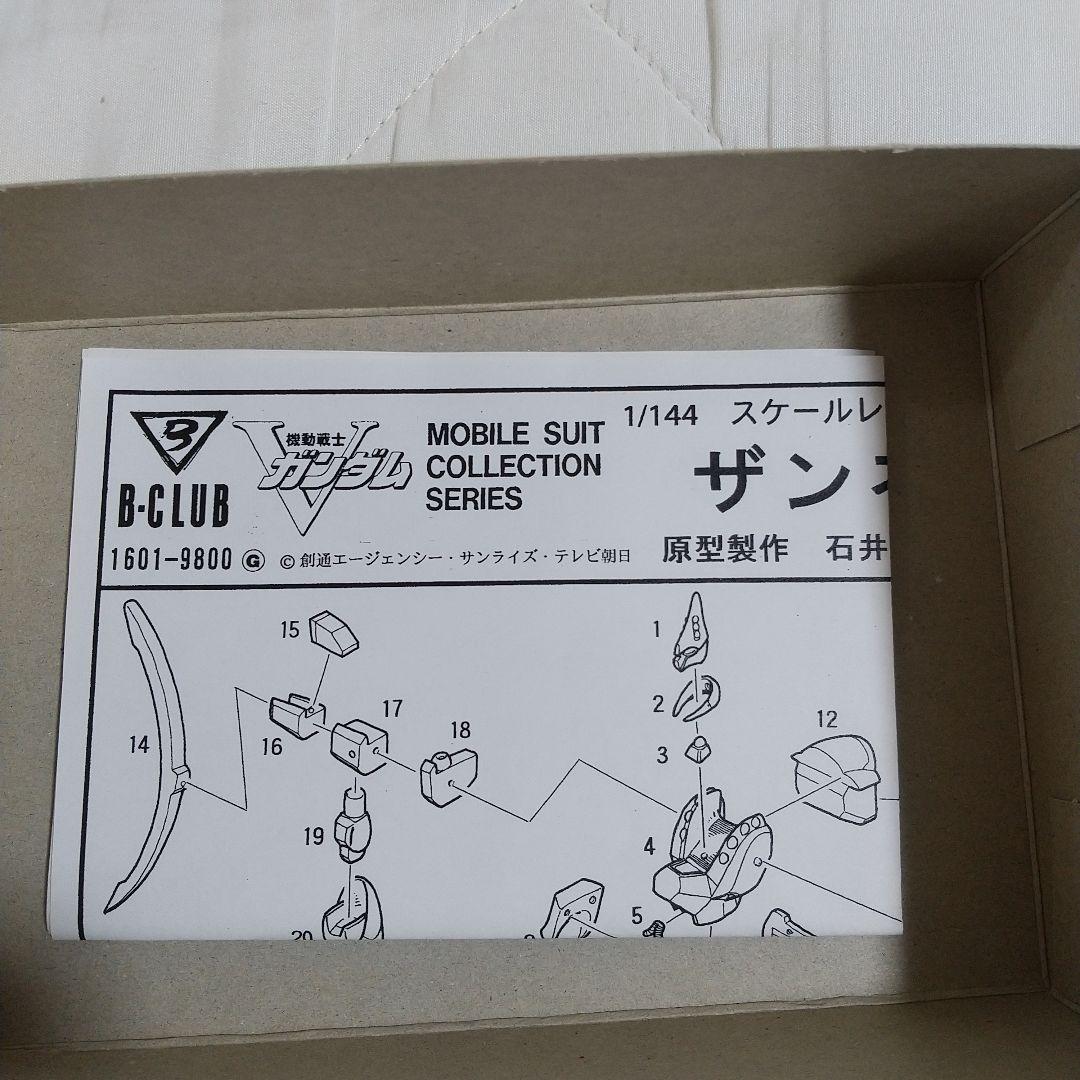 B
B-CLUB
1601-9800 G
機動戦士
Vガンダム
© 創通エージェンシー・サンライズ・テレビ朝日
MOBILE SUIT
COLLECTION
SERIES
1/144 スケールレ
ザン
原型製作 石井
15
14
16
17
18
19
1
2
3
12
4
5